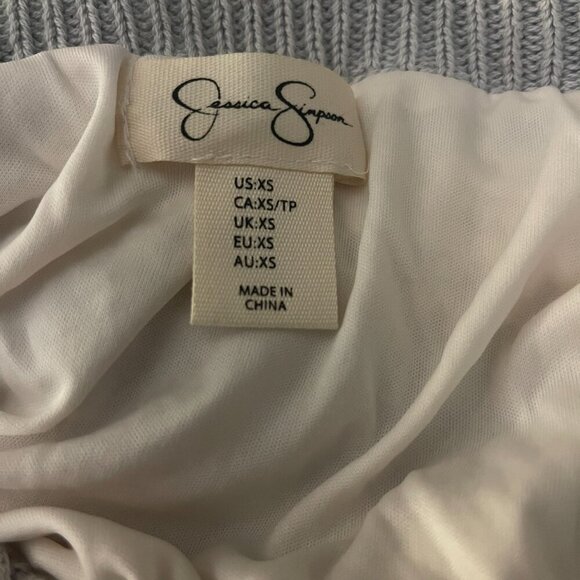 Jessica Simpson
US:XS
CA:XS/TP
UK:XS
EU:XS
AU:XS
MADE IN
CHINA